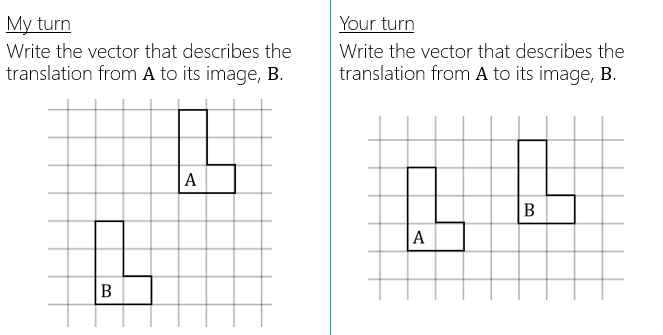 My turn
Write the vector that describes the
translation from A to its image, B.
A
B
Your turn
Write the vector that describes the
translation from A to its image, B.
B
A